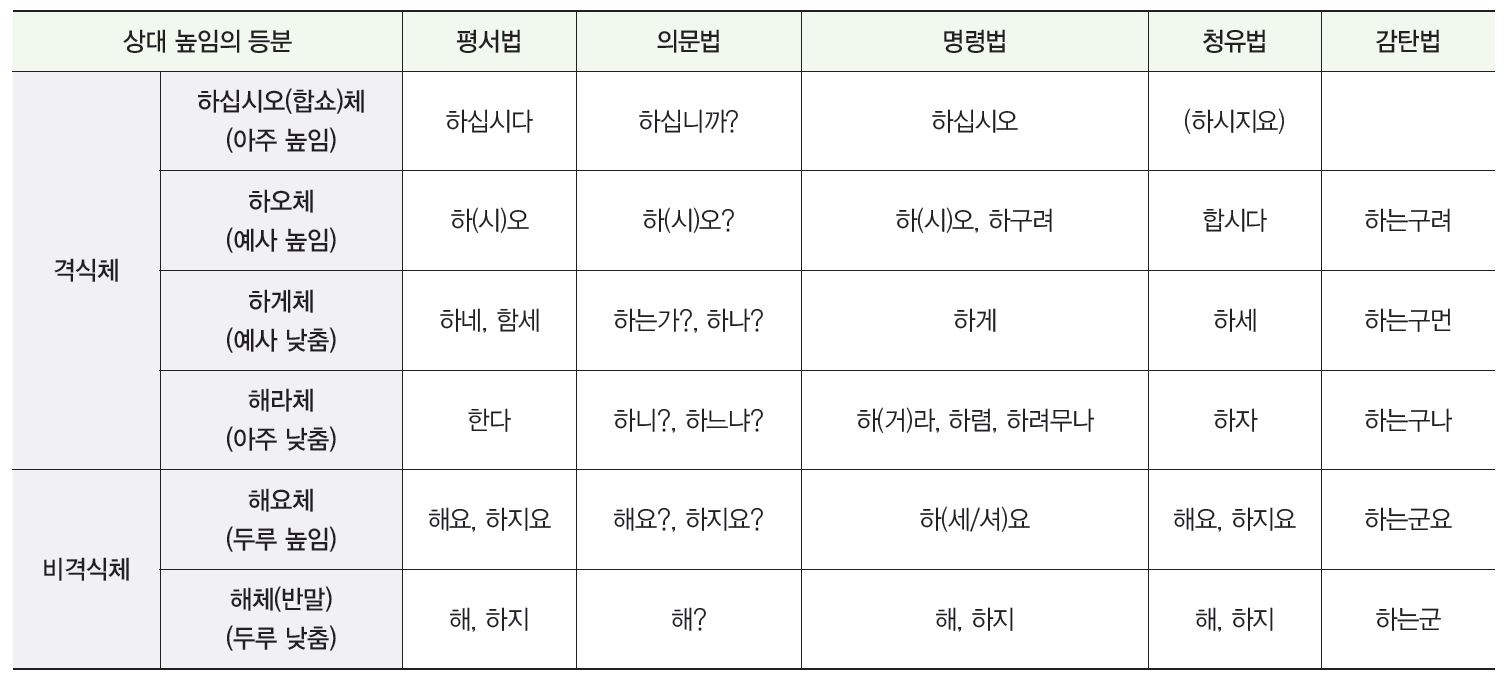 상대 높임의 등분 평서법 의문법 명령법 청유법 감탄법
격식체
하십시오(합쇼)체
(아주 높임)
하십시다 하십니까? 하십시오 (하시지요)
하오체
(예사 높임)
하(시)오 하(시)오? 하(시)오, 하구려 합시다 하는구려
하게체
(예사 낮춤)
하네, 함세 하는가?, 하나? 하게 하세 하는구먼
해라체
(아주 낮춤)
한다 하니?, 하느냐? 하(거)라, 하렴, 하려무나 하자 하는구나
비격식체
해요체
(두루 높임)
해요, 하지요 해요?, 하지요? 하(세/셔)요 해요, 하지요 하는군요
해체(반말)
(두루 낮춤)
해, 하지 해? 해, 하지 해, 하지 하는군